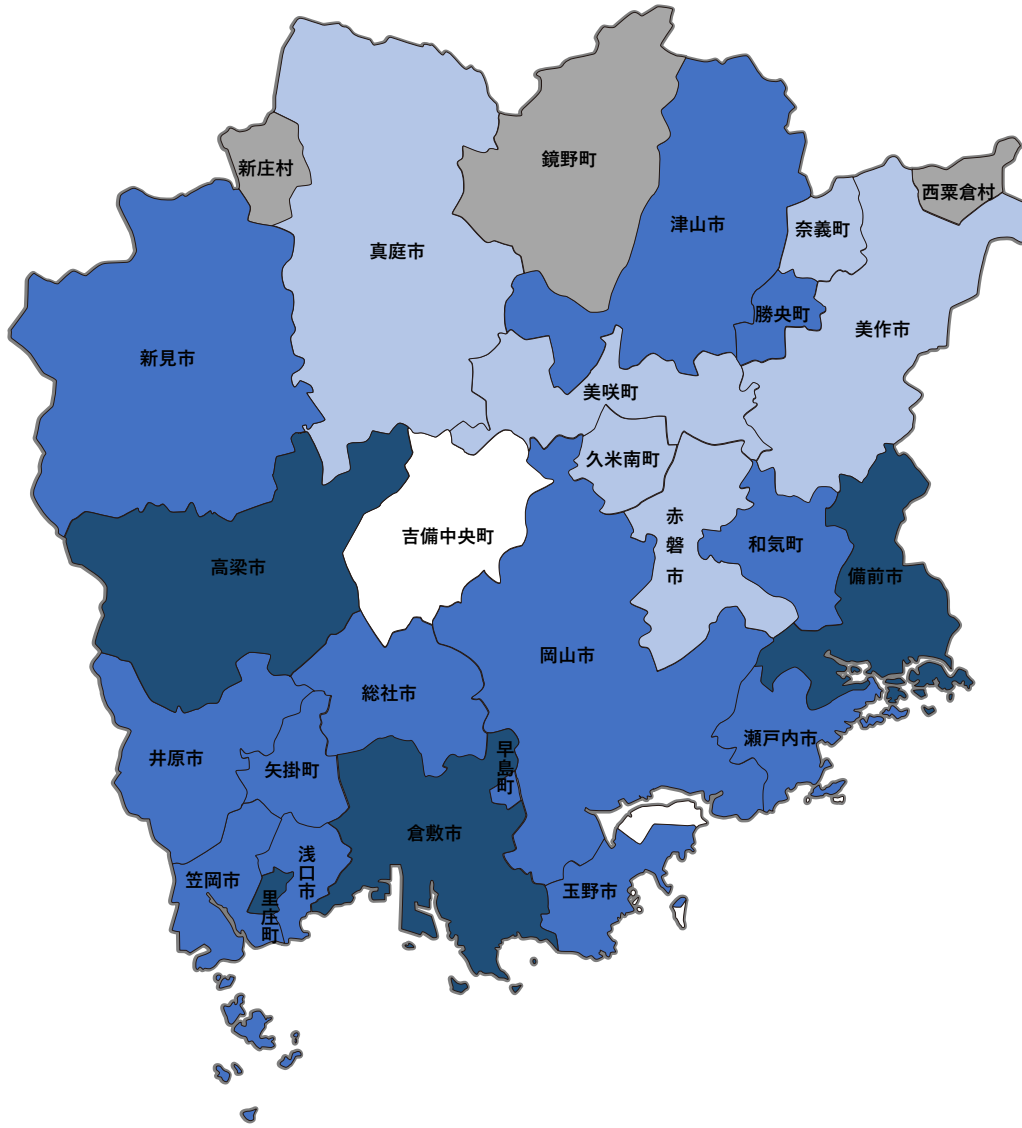 鏡野町
新庄村
西粟倉村
津山市
奈義町
真庭市
勝央町
美作市
新見市
美咲町
久米南町
赤磐市
吉備中央町
和気町
高梁市
備前市
岡山市
総社市
瀬戸内市
早島町
井原市
矢掛町
倉敷市
浅口市
笠岡市
玉野市
里庄町